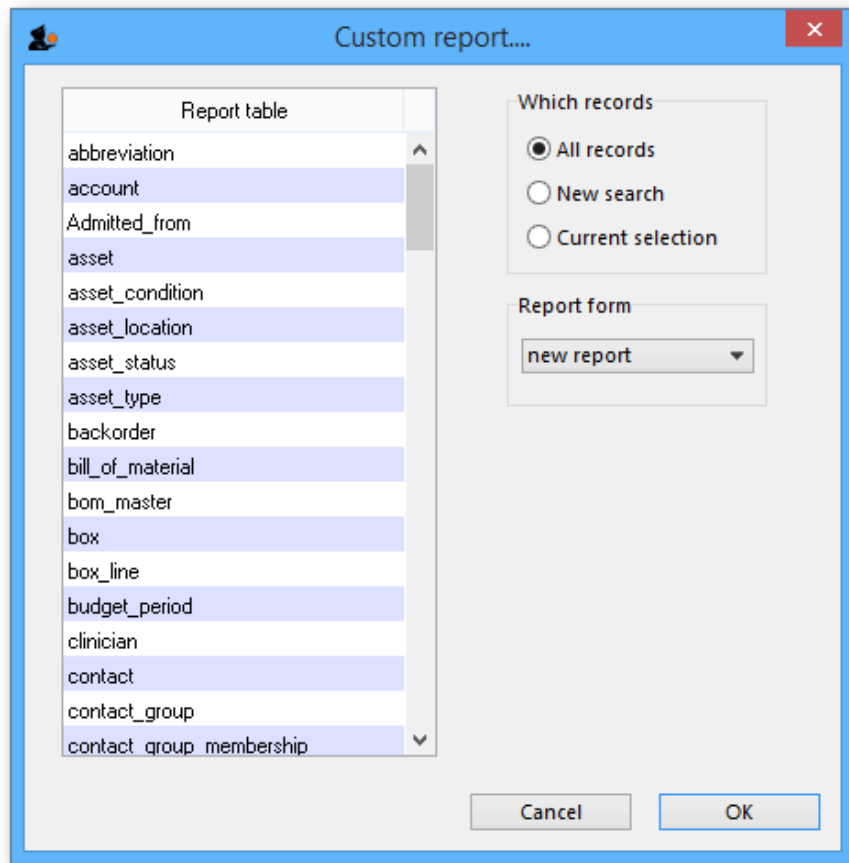 Custom report....
Report table
abbreviation
account
Admitted_from
asset
asset_condition
asset_location
asset_status
asset_type
backorder
bill_of_material
bom_master
box
box_line
budget_period
clinician
contact
contact_group
contact_group_membership
Which records
All records
New search
Current selection
Report form
new report
Cancel
OK